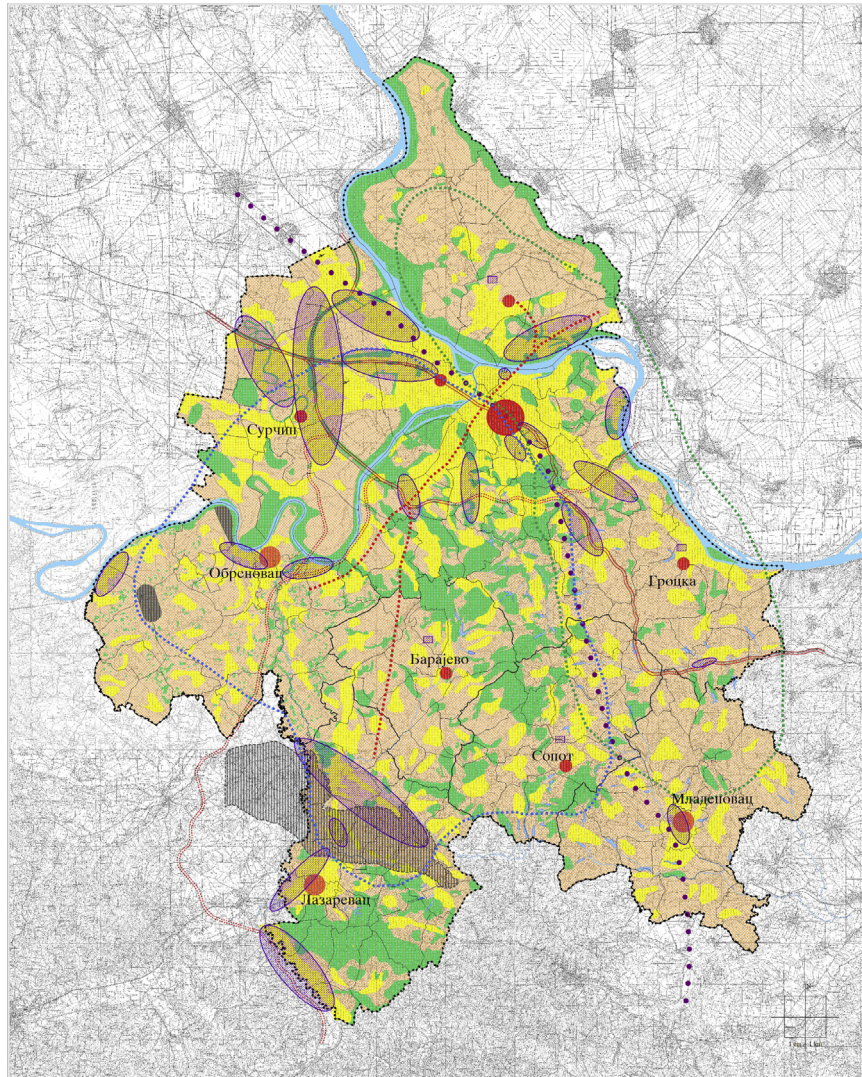 Сурчин
Обреновац
Гроцка
Барајево
Сопот
Младеновац
Лазаревац